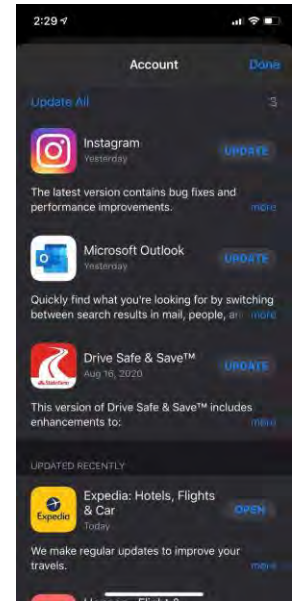 2:29
Account
Done
Update All
3
Instagram
Yesterday
UPDATE
The latest version contains bug fixes and
performance improvements.
more
Microsoft Outlook
Yesterday
UPDATE
Quickly find what you're looking for by switching
between search results in mail, people, an
more
Drive Safe & Save™
Aug 16, 2020
UPDATE
StateFarm
This version of Drive Safe & Save™ includes
enhancements to:
more
UPDATED RECENTLY
Expedia: Hotels, Flights
& Car
Today
OPEN
Expedia
We make regular updates to improve your
travels.
more